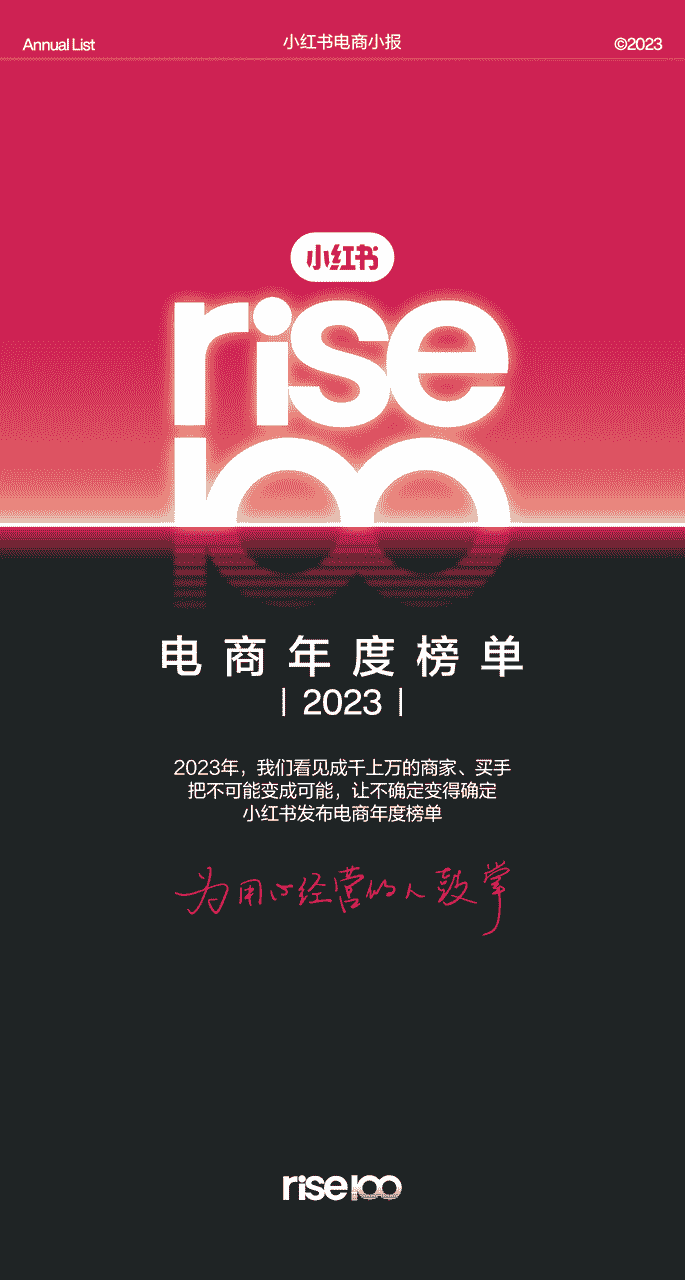 Annual List
小红书电商小报
©2023
小红书
rise
100
电商年度榜单
| 2023 |
2023年，我们看见成千上万的商家、买手
把不可能变成可能，让不确定变得确定
小红书发布电商年度榜单
为用心经营的人致掌
rise100